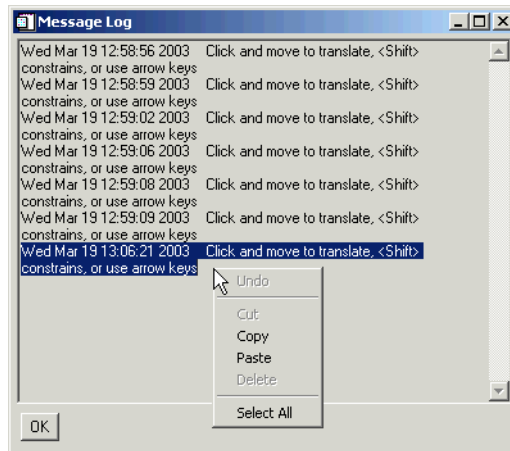 Message Log
Wed Mar 19 12:58:56 2003 Click and move to translate, <Shift>
constrains, or use arrow keys
Wed Mar 19 12:58:59 2003 Click and move to translate, <Shift>
constrains, or use arrow keys
Wed Mar 19 12:59:02 2003 Click and move to translate, <Shift>
constrains, or use arrow keys
Wed Mar 19 12:59:06 2003 Click and move to translate, <Shift>
constrains, or use arrow keys
Wed Mar 19 12:59:08 2003 Click and move to translate, <Shift>
constrains, or use arrow keys
Wed Mar 19 12:59:09 2003 Click and move to translate, <Shift>
constrains, or use arrow keys
Wed Mar 19 13:06:21 2003 Click and move to translate, <Shift>
constrains, or use arrow keys
Undo
Cut
Copy
Paste
Delete
Select All
OK